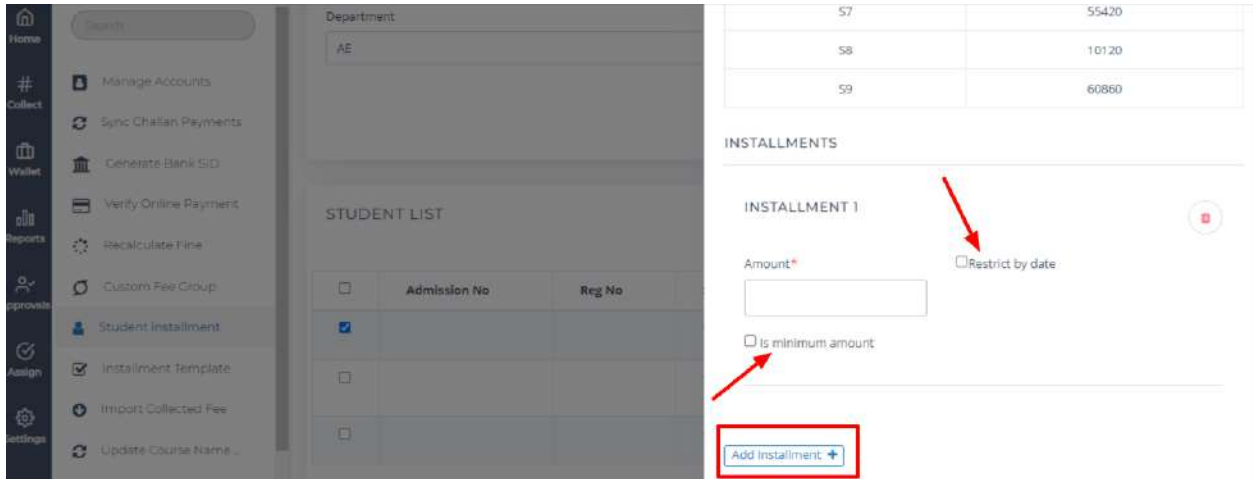 Home
Collect
Wallet
Reports
Approvals
Assign
Settings
Search
Manage Accounts
Sync Challan Payments
Generate Bank SID
Verify Online Payment
Recalculate Fine
Custom Fee Group
Student Installment
Installment Template
Import Collected Fee
Update Course Name...
Department
AE
STUDENT LIST
Admission No Reg No
S7 55420
S8 10120
S9 60860
INSTALLMENTS
INSTALLMENT 1
Amount* Restrict by date
Is minimum amount
Add Installment +